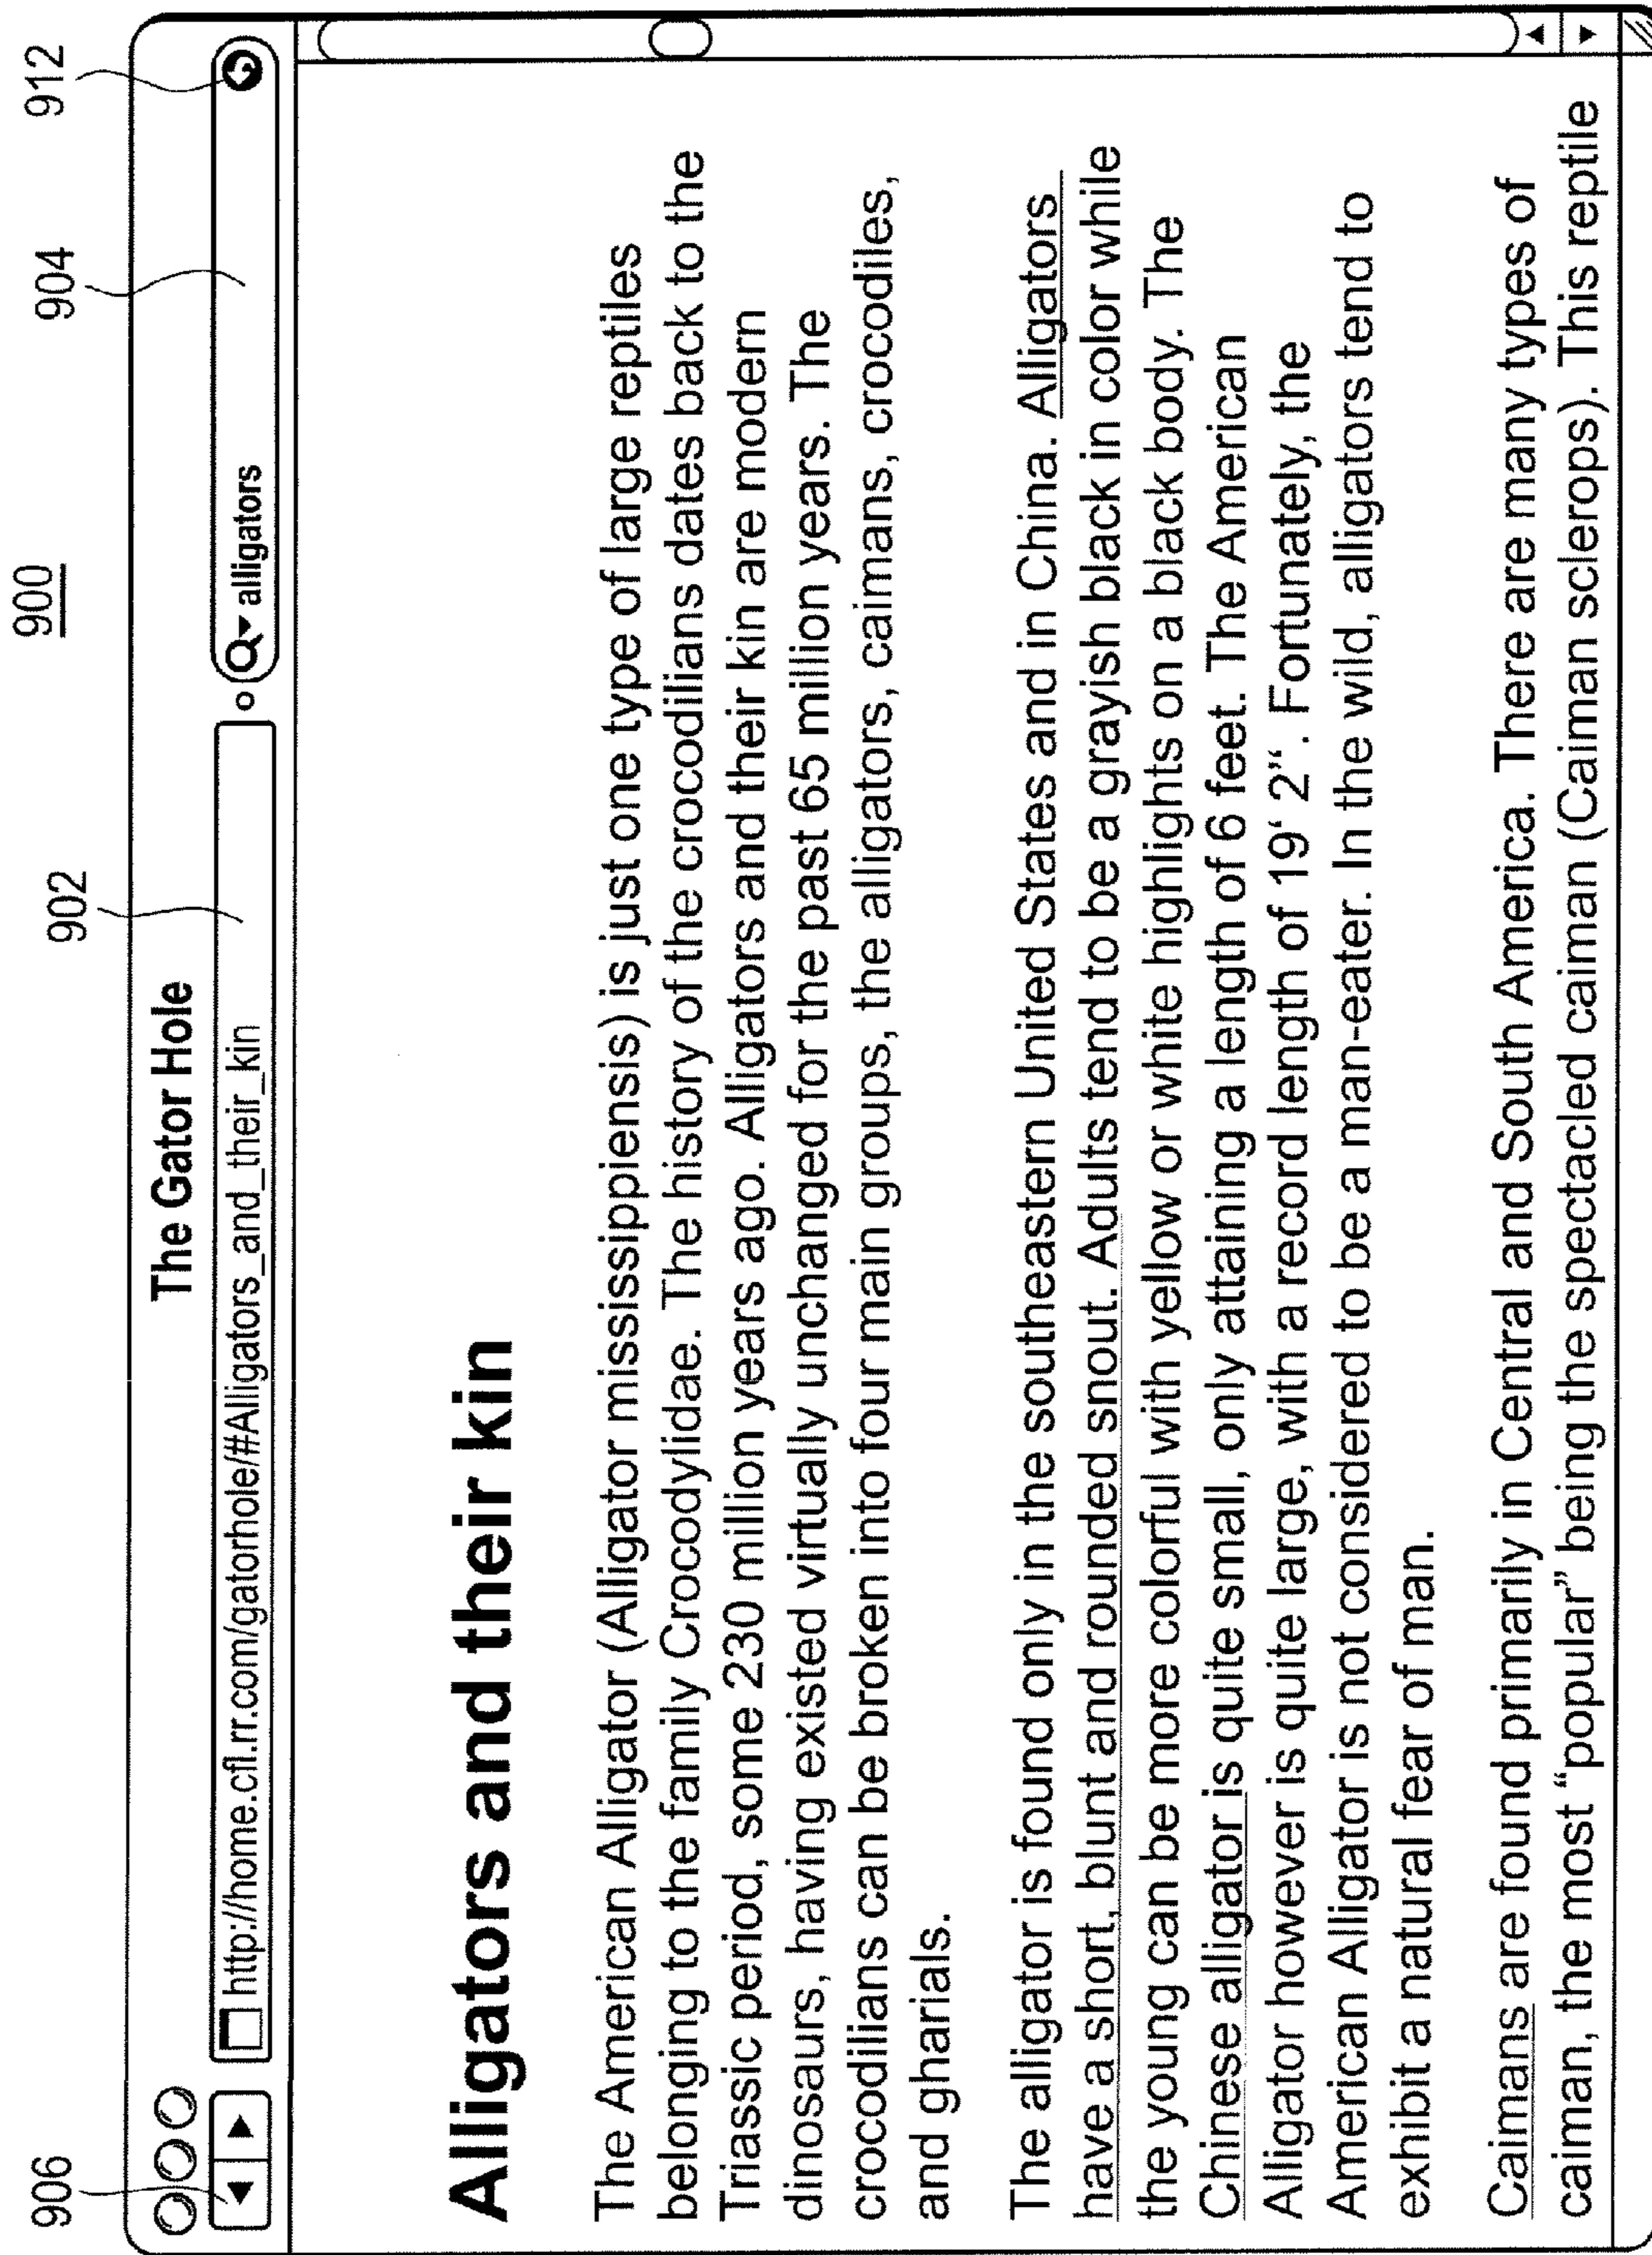 900
906
902
904
912
The Gator Hole
http://home.cfl.rr.com/gatorhole/#Alligators_and_their_kin
alligators
Alligators and their kin
The American Alligator (Alligator mississippiensis) is just one type of large reptiles
belonging to the family Crocodylidae. The history of the crocodilians dates back to the
Triassic period, some 230 million years ago. Alligators and their kin are modern
dinosaurs, having existed virtually unchanged for the past 65 million years. The
crocodilians can be broken into four main groups, the alligators, caimans, crocodiles,
and gharials.
The alligator is found only in the southeastern United States and in China. Alligators
have a short, blunt and rounded snout. Adults tend to be a grayish black in color while
the young can be more colorful with yellow or white highlights on a black body. The
Chinese alligator is quite small, only attaining a length of 6 feet. The American
Alligator however is quite large, with a record length of 19‘ 2“. Fortunately, the
American Alligator is not considered to be a man-eater. In the wild, alligators tend to
exhibit a natural fear of man.
Caimans are found primarily in Central and South America. There are many types of
caiman, the most “popular” being the spectacled caiman (Caiman sclerops). This reptile